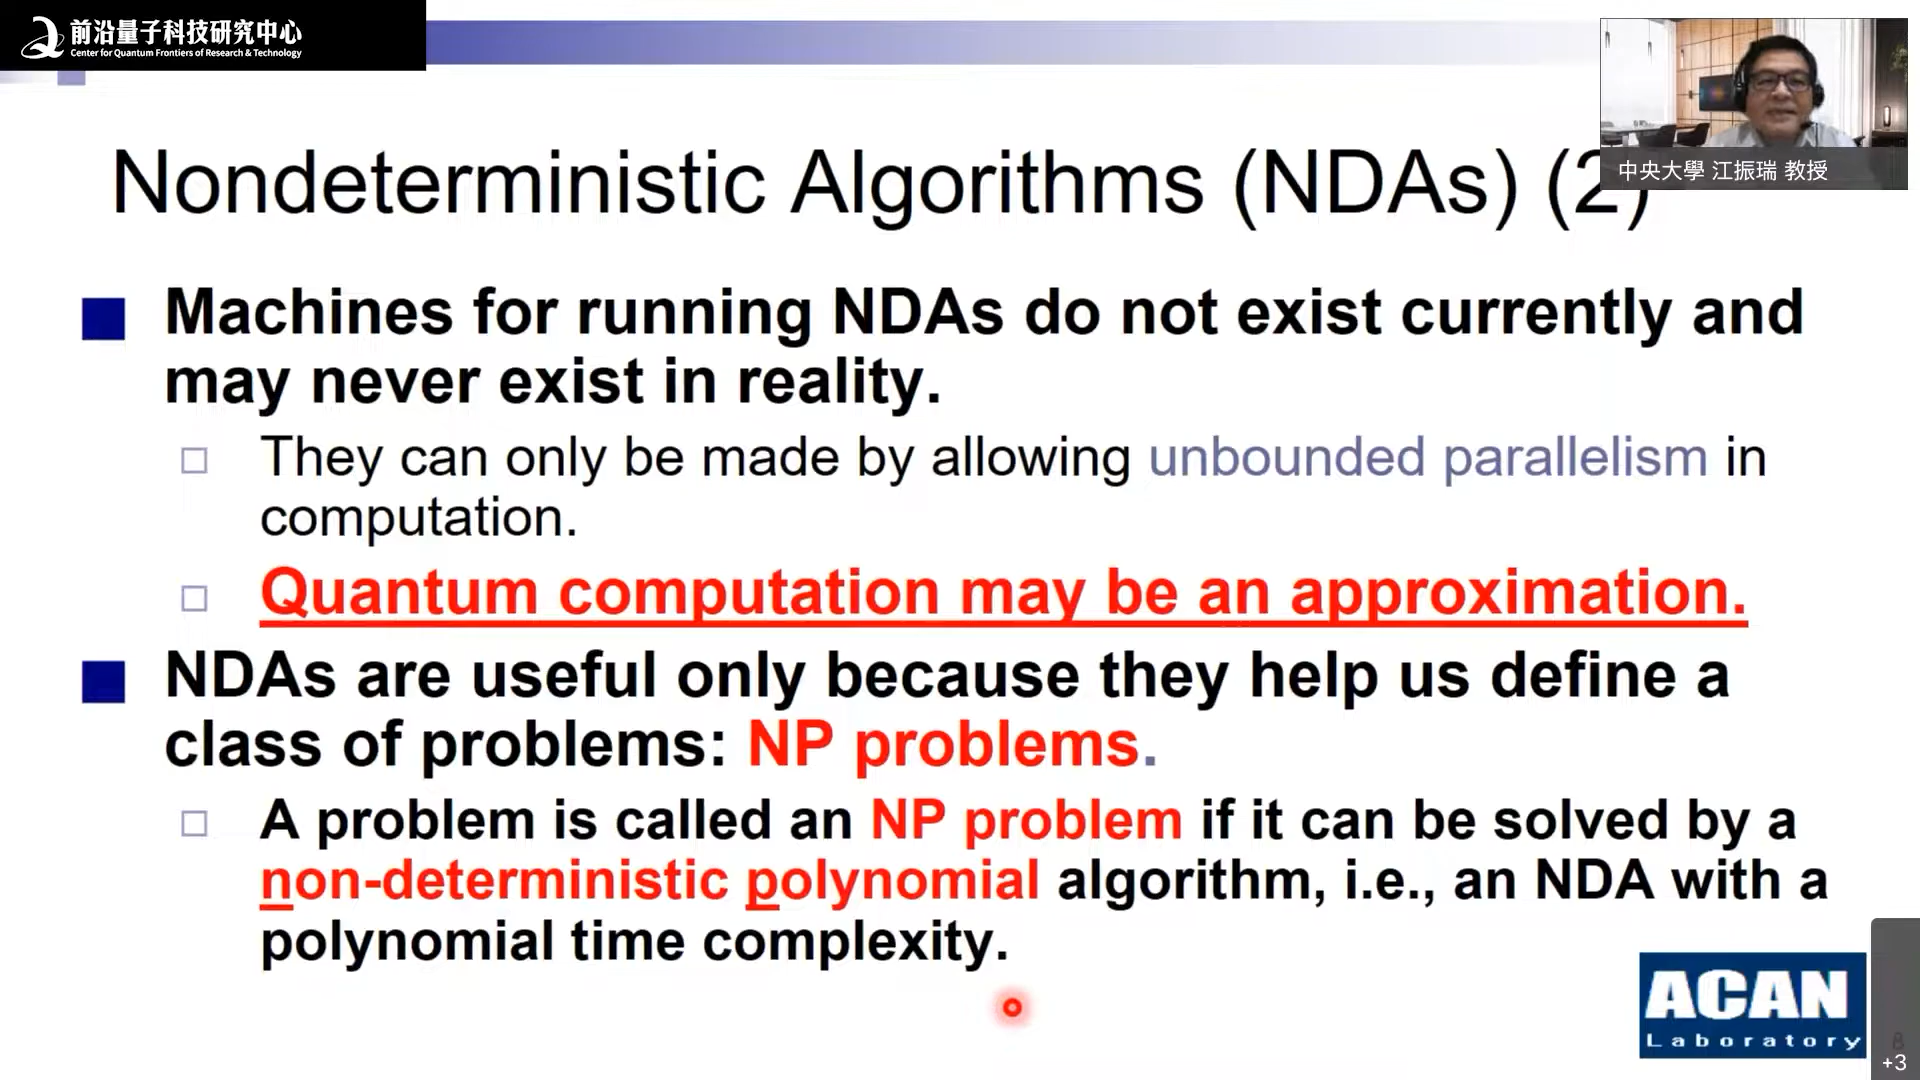 前沿量子科技研究中心
Center for Quantum Frontiers of Research & Technology
中央大學 江振瑞 教授
Nondeterministic Algorithms (NDAs) (2)
Machines for running NDAs do not exist currently and
may never exist in reality.
They can only be made by allowing unbounded parallelism in
computation.
Quantum computation may be an approximation.
NDAs are useful only because they help us define a
class of problems: NP problems.
A problem is called an NP problem if it can be solved by a
non-deterministic polynomial algorithm, i.e., an NDA with a
polynomial time complexity.
ACAN
Laboratory
+3